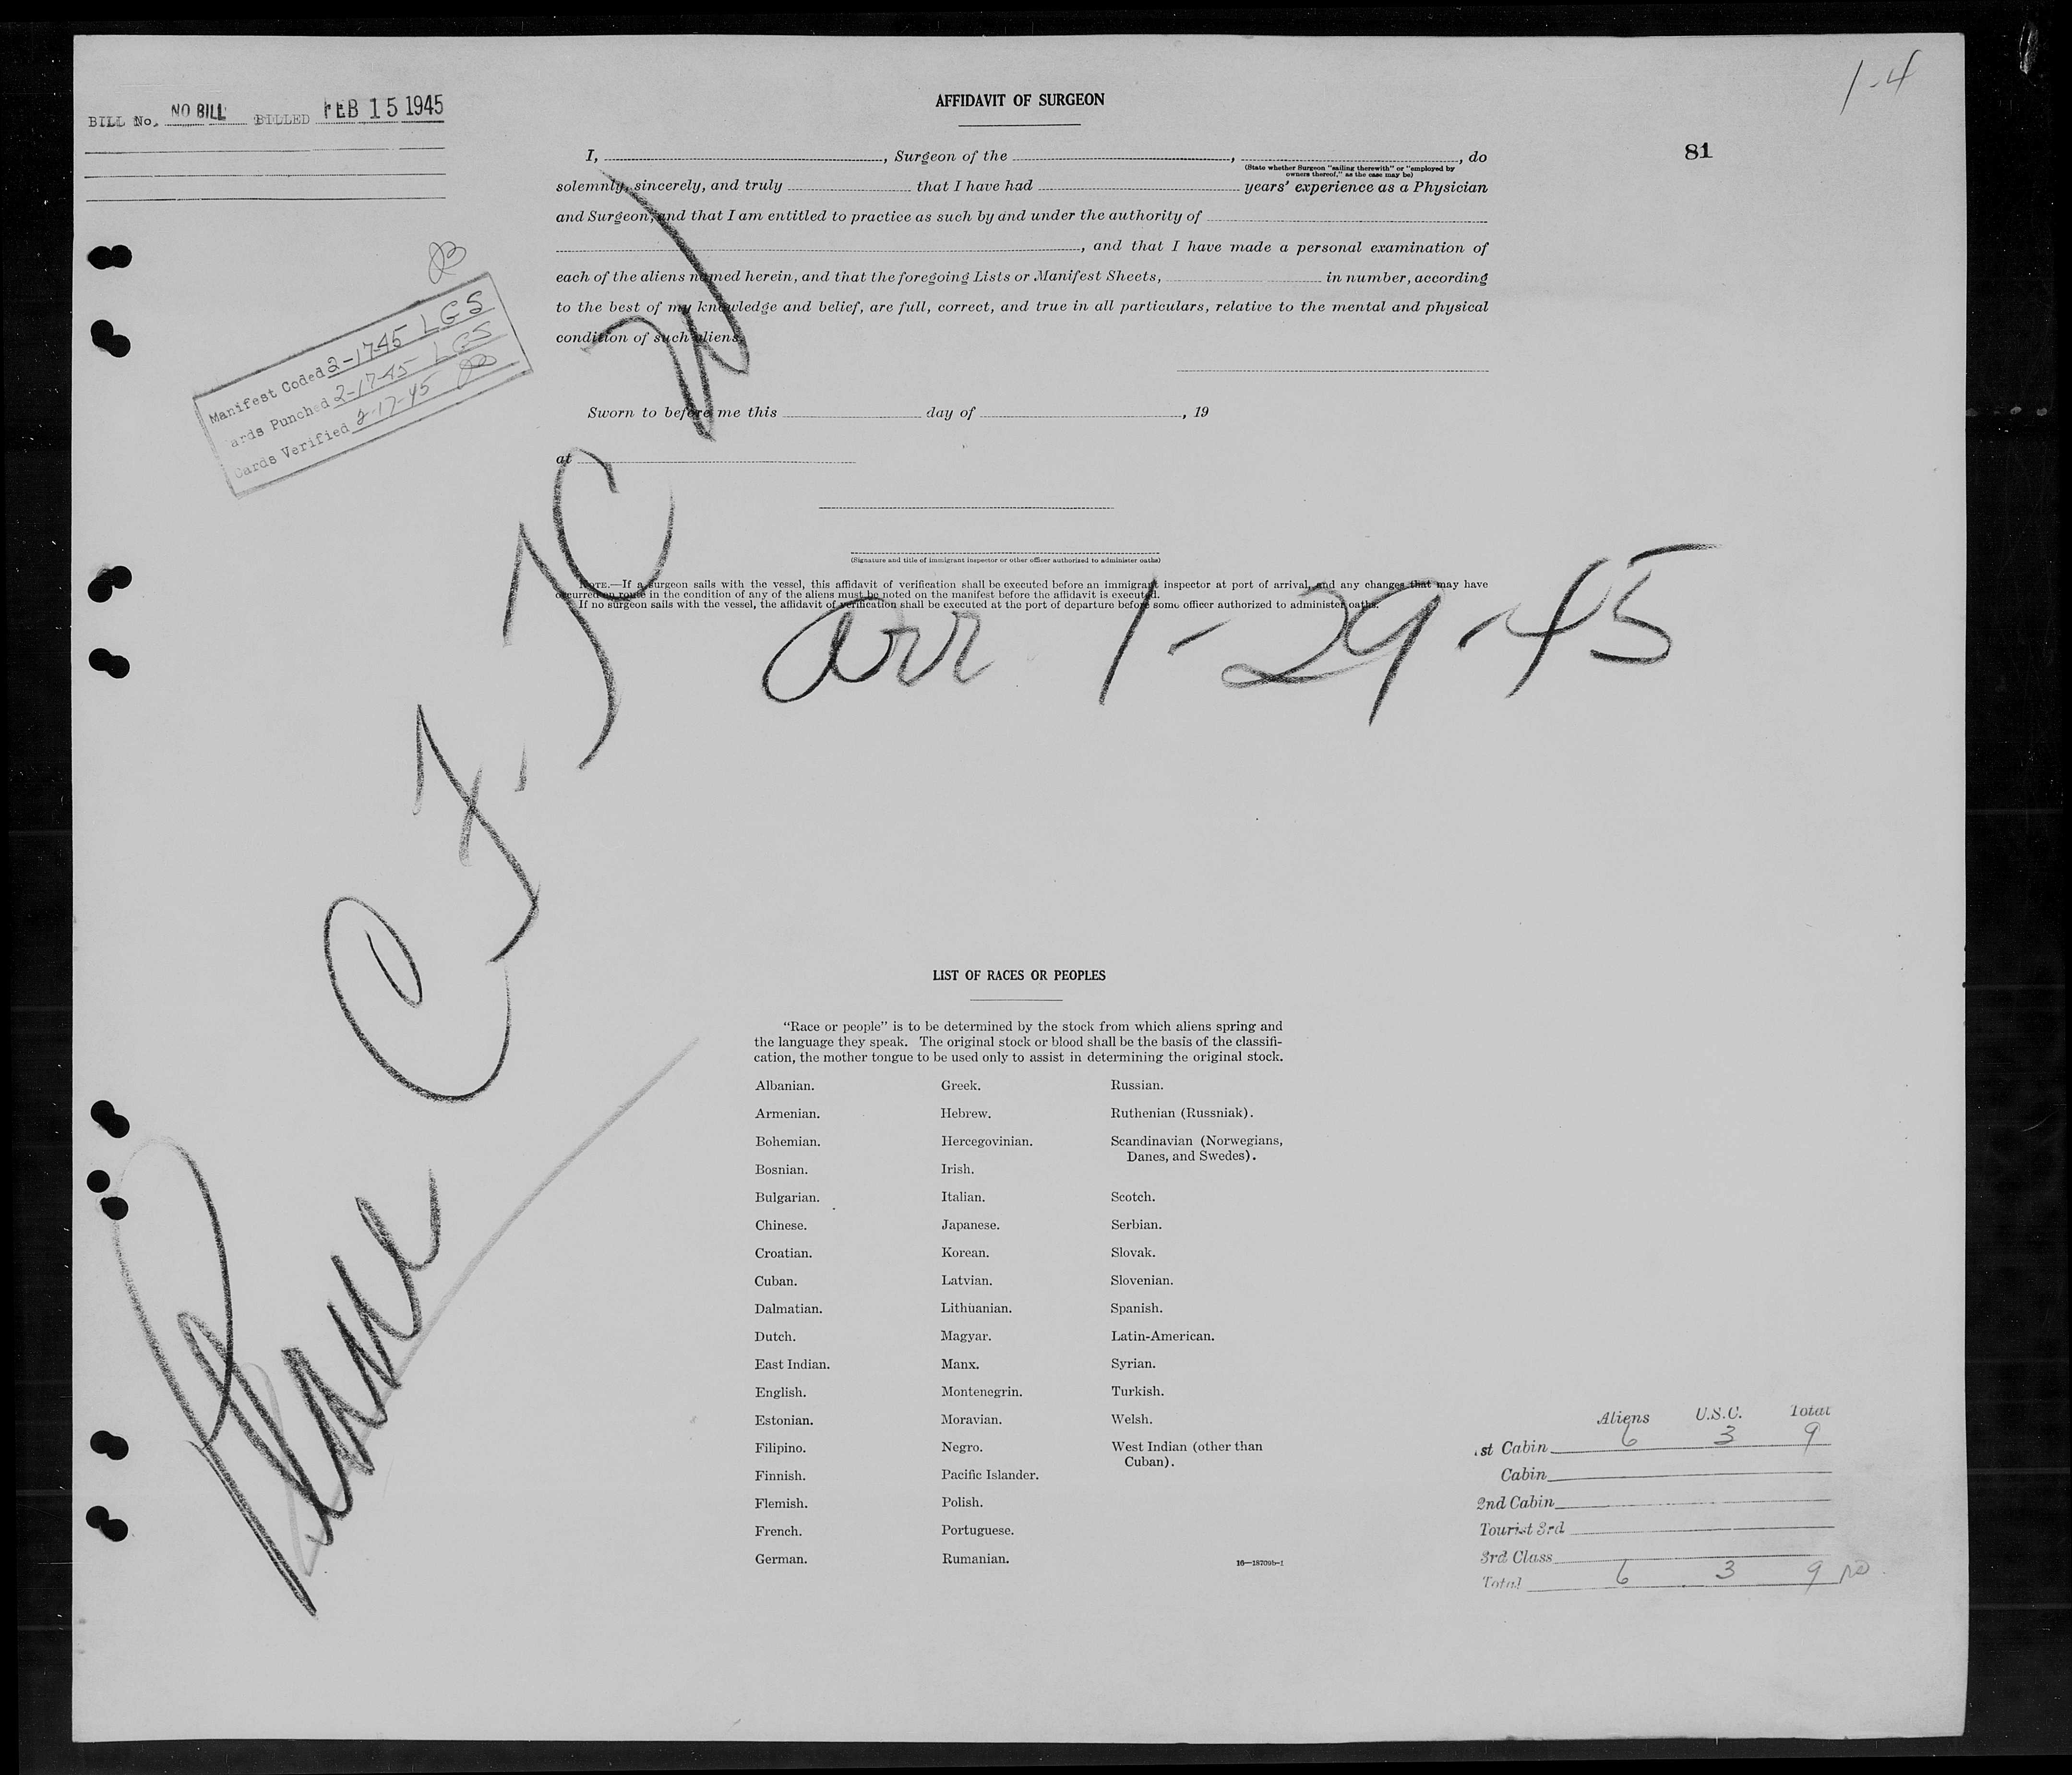 1-4
BILL No. NO BILL BILLED FEB 15 1945
AFFIDAVIT OF SURGEON
81
I, , Surgeon of the , , do
(State whether Surgeon "sailing therewith" or "employed by
owners thereof," as the case may be)
solemnly, sincerely, and truly that I have had years' experience as a Physician
and Surgeon, and that I am entitled to practice as such by and under the authority of
, and that I have made a personal examination of
each of the aliens named herein, and that the foregoing Lists or Manifest Sheets, in number, according
to the best of my knowledge and belief, are full, correct, and true in all particulars, relative to the mental and physical
condition of such aliens.
Manifest Coded 2-17-45 LGS
Cards Punched 2-17-45 LGS
Cards Verified 2-17-45
Sworn to before me this day of , 19
at
(Signature and title of immigrant inspector or other officer authorized to administer oaths)
NOTE.—If a surgeon sails with the vessel, this affidavit of verification shall be executed before an immigrant inspector at port of arrival, and any changes that may have
occurred en route in the condition of any of the aliens must be noted on the manifest before the affidavit is executed.
If no surgeon sails with the vessel, the affidavit of verification shall be executed at the port of departure before some officer authorized to administer oaths.
arr 1-29-45
Plane
LIST OF RACES OR PEOPLES
"Race or people" is to be determined by the stock from which aliens spring and
the language they speak. The original stock or blood shall be the basis of the classifi-
cation, the mother tongue to be used only to assist in determining the original stock.
Albanian. Greek. Russian.
Armenian. Hebrew. Ruthenian (Russniak).
Bohemian. Hercegovinian. Scandinavian (Norwegians,
Danes, and Swedes).
Bosnian. Irish.
Bulgarian. Italian. Scotch.
Chinese. Japanese. Serbian.
Croatian. Korean. Slovak.
Cuban. Latvian. Slovenian.
Dalmatian. Lithuanian. Spanish.
Dutch. Magyar. Latin-American.
East Indian. Manx. Syrian.
English. Montenegrin. Turkish.
Estonian. Moravian. Welsh.
Filipino. Negro. West Indian (other than
Cuban).
Finnish. Pacific Islander.
Flemish. Polish.
French. Portuguese.
German. Rumanian.
16—18709b-1
Aliens U.S.C. Total
1st Cabin 6 3 9
Cabin
2nd Cabin
Tourist 3rd
3rd Class
Total 6 3 9